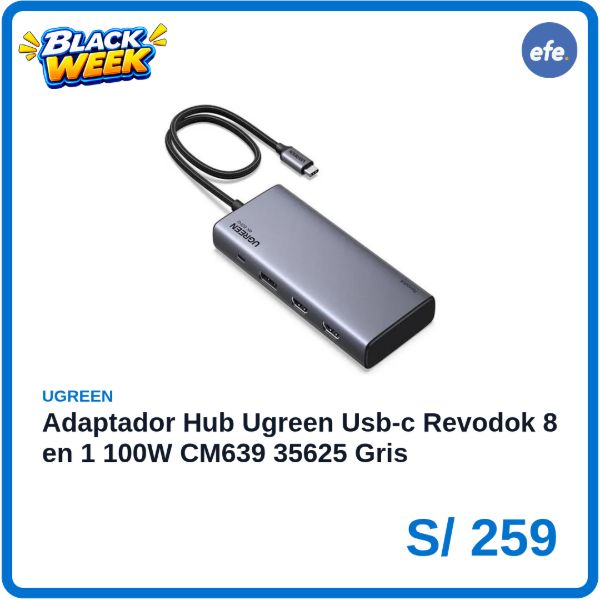 BLACK
WEEK
efe.
UGREEN
UGREEN
Adaptador Hub Ugreen Usb-c Revodok 8
en 1 100W CM639 35625 Gris
S/ 259